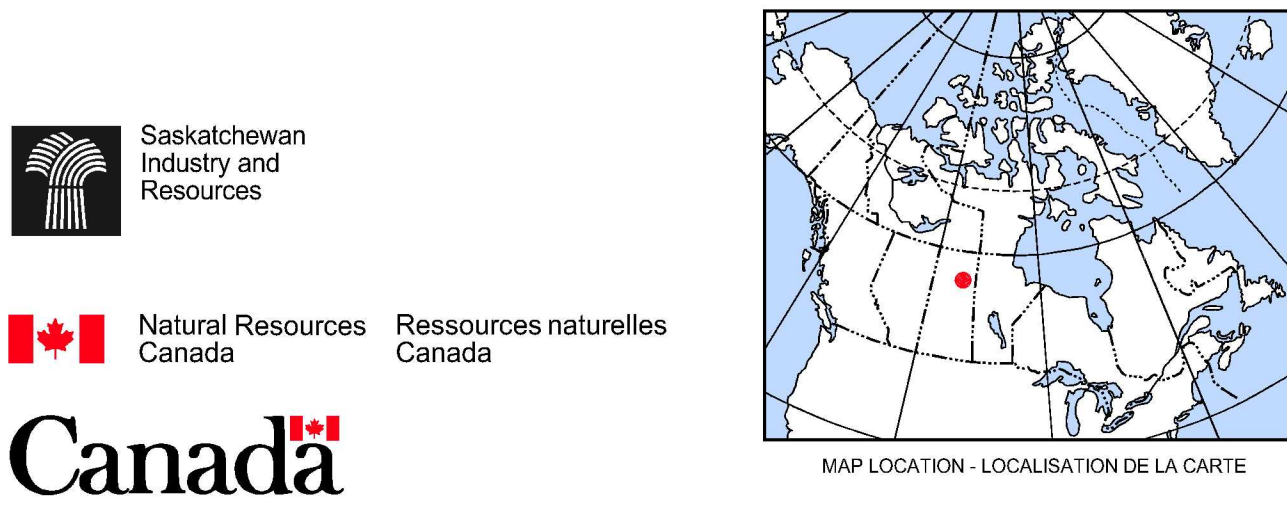 Saskatchewan
Industry and
Resources
Natural Resources
Canada
Ressources naturelles
Canada
Canada
MAP LOCATION - LOCALISATION DE LA CARTE